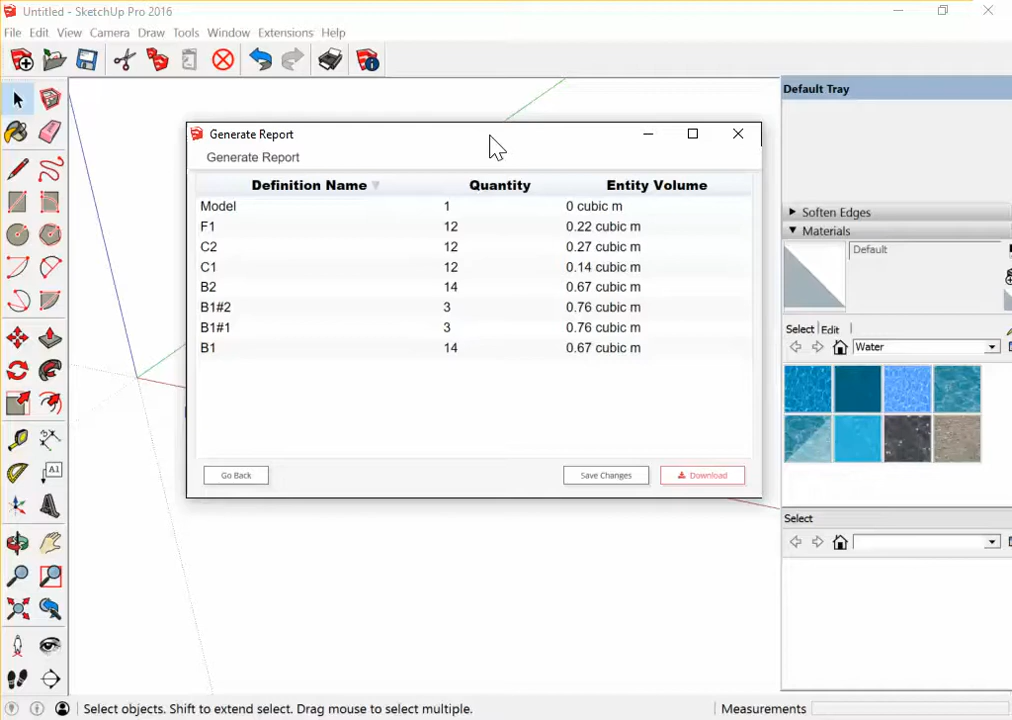 Untitled - SketchUp Pro 2016
File Edit View Camera Draw Tools Window Extensions Help
Default Tray
Generate Report
Generate Report
Definition Name Quantity Entity Volume
Model 1 0 cubic m
F1 12 0.22 cubic m
C2 12 0.27 cubic m
C1 12 0.14 cubic m
B2 14 0.67 cubic m
B1#2 3 0.76 cubic m
B1#1 3 0.76 cubic m
B1 14 0.67 cubic m
Go Back Save Changes Download
Soften Edges
Materials
Default
Select Edit
Water
Select
A1
Select objects. Shift to extend select. Drag mouse to select multiple.
Measurements